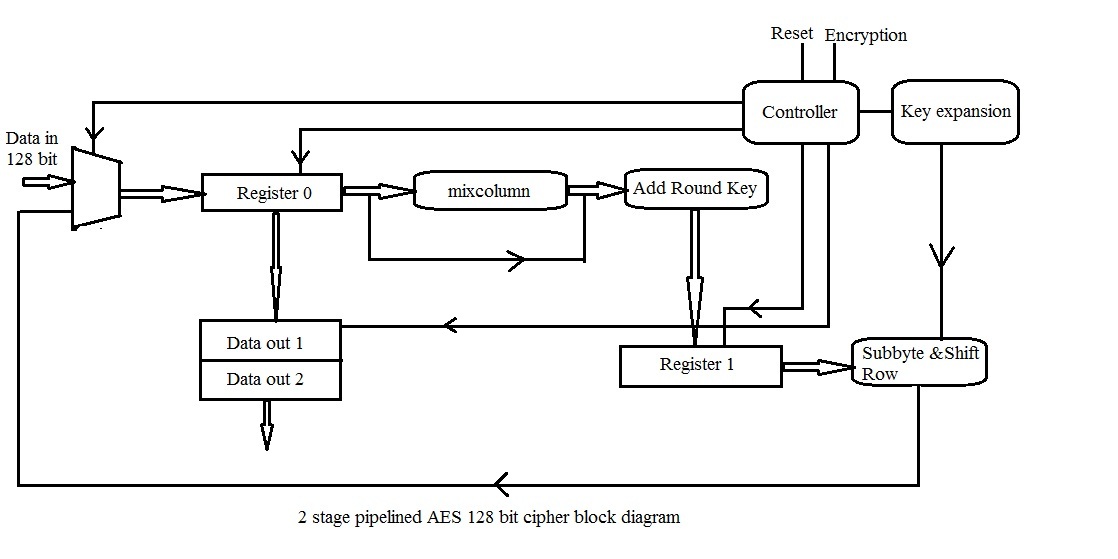 Reset Encryption
Controller
Key expansion
Data in
128 bit
Register 0
mixcolumn
Add Round Key
Data out 1
Data out 2
Register 1
Subbyte &Shift
Row
2 stage pipelined AES 128 bit cipher block diagram